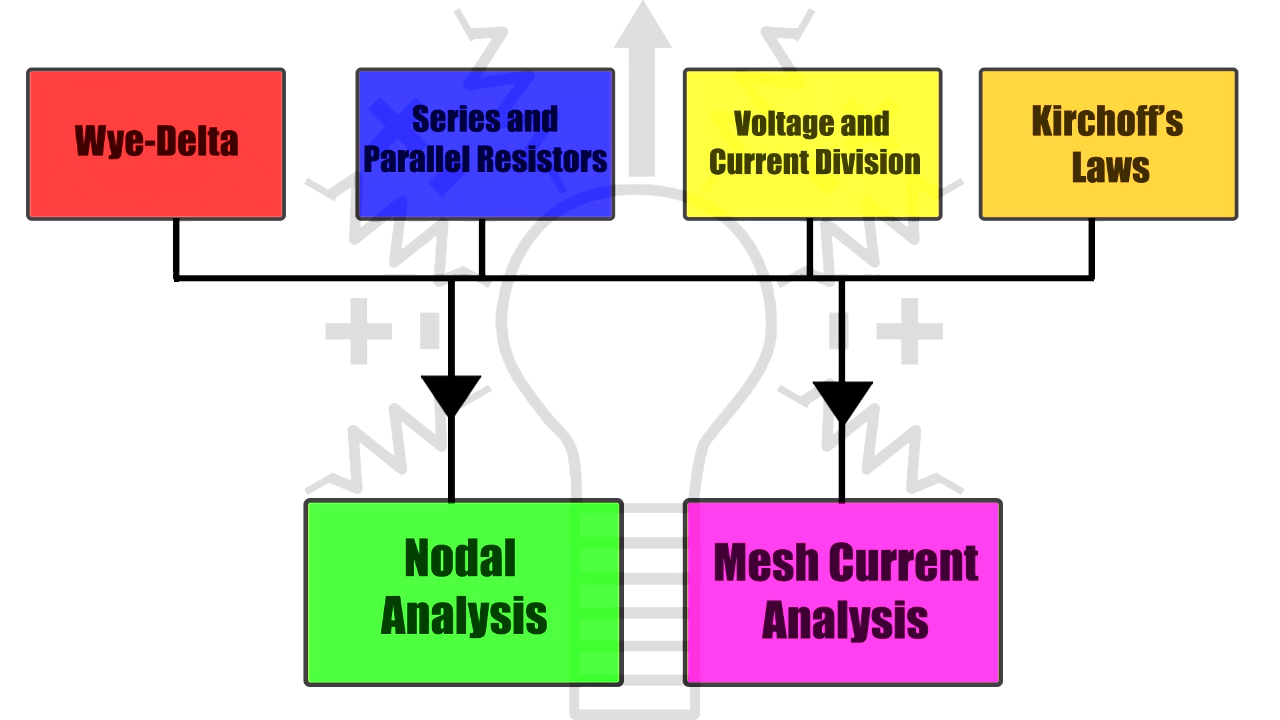 Wye-Delta
Series and
Parallel Resistors
Voltage and
Current Division
Kirchoff's
Laws
Nodal
Analysis
Mesh Current
Analysis